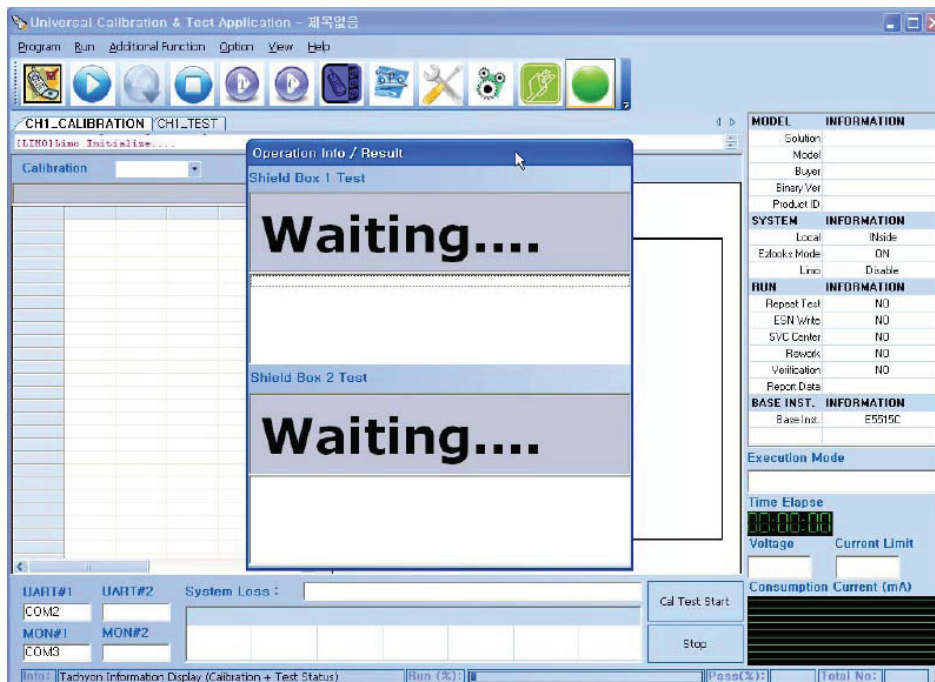 Universal Calibration & Test Application - 제목없음
Program Run Additional Function Option View Help
CH1_CALIBRATION CH1_TEST
[LIMO]Limo Initialize....
Calibration
Operation Info / Result
Shield Box 1 Test
Waiting....
Shield Box 2 Test
Waiting....
MODEL INFORMATION
Solution
Model
Buyer
Binary Ver
Product ID
SYSTEM INFORMATION
Local INside
Ezlooks Mode ON
Limo Disable
RUN INFORMATION
Repeat Test NO
ESN Write NO
SVC Center NO
Rework NO
Verification NO
Report Data
BASE INST. INFORMATION
Base Inst. E5515C
Execution Mode
Time Elapse
00:00:00
Voltage Current Limit
Consumption Current (mA)
UART#1 UART#2 System Loss :
COM2
MON#1 MON#2
COM3
Cal Test Start
Stop
Info: Tachyon Information Display (Calibration + Test Status) Run (%): Pass(%): Total No: